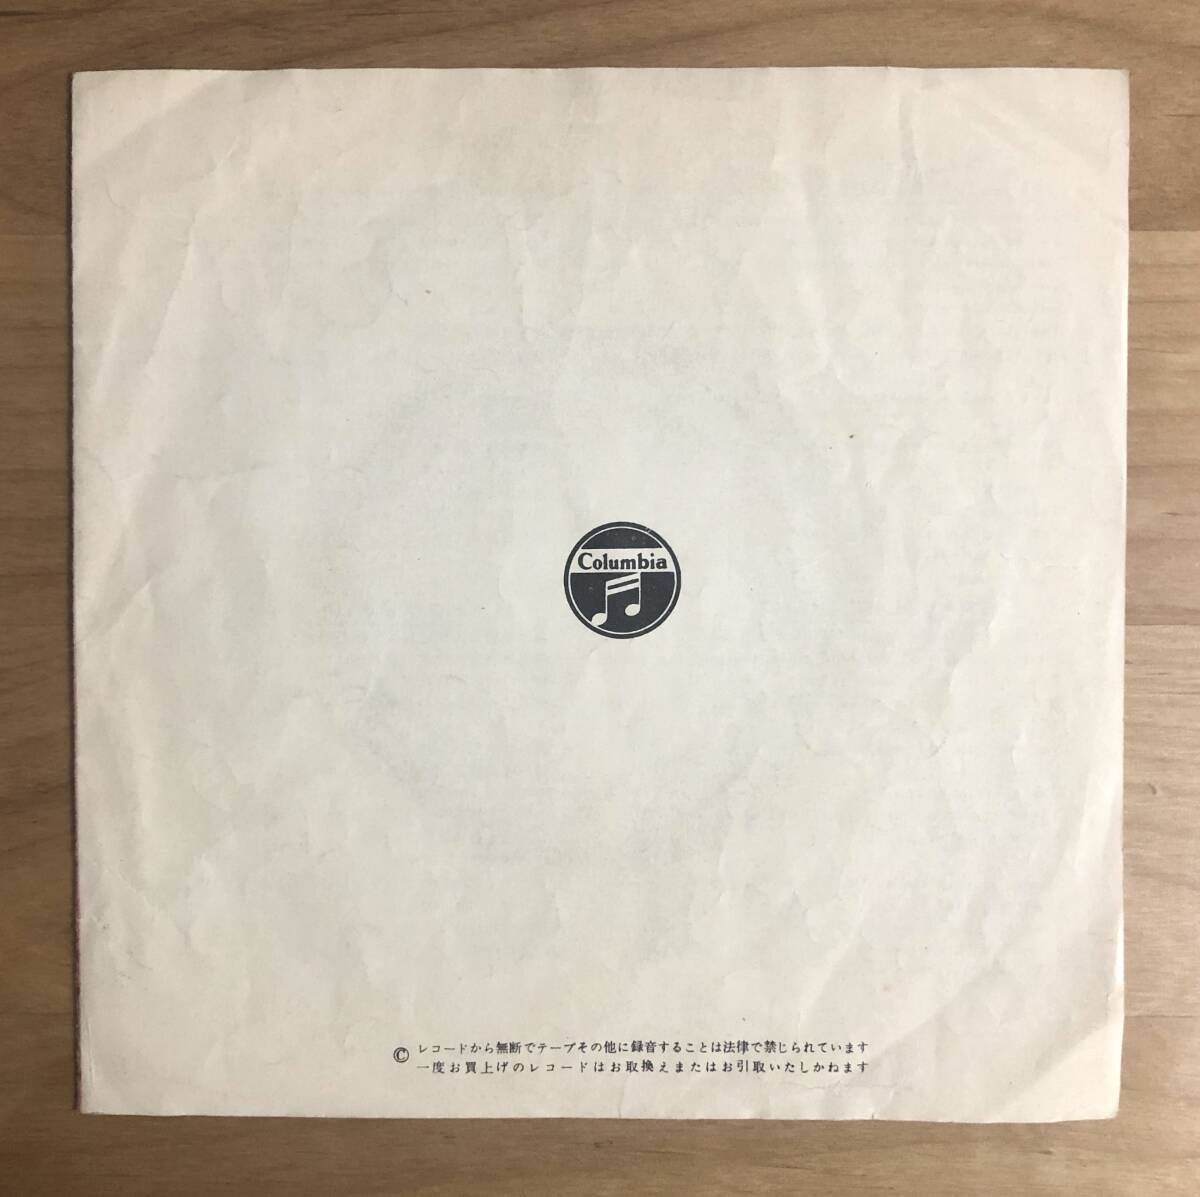 Columbia
© レコードから無断でテープその他に録音することは法律で禁じられています
一度お買上げのレコードはお取換えまたはお引取いたしかねます